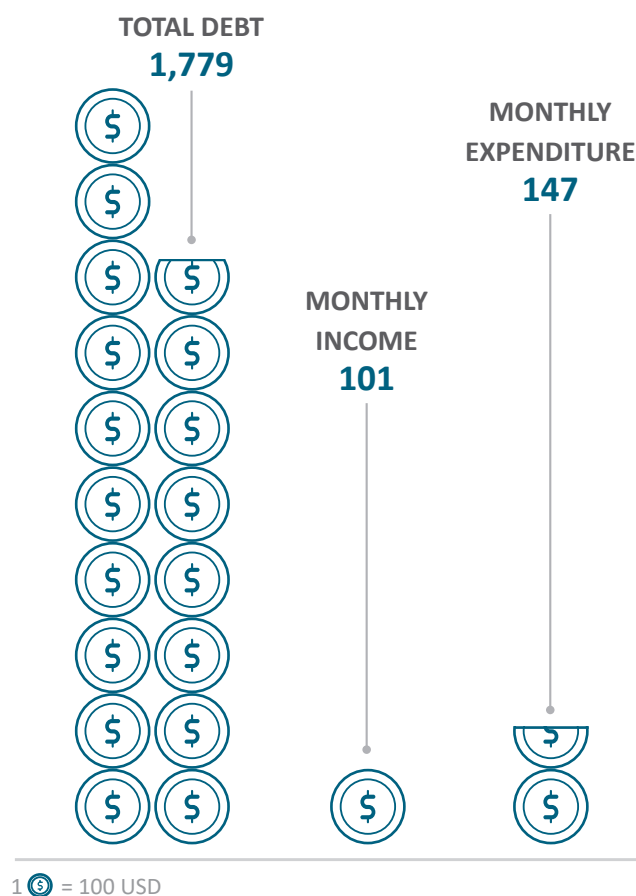 TOTAL DEBT
1,779
MONTHLY
EXPENDITURE
147
MONTHLY
INCOME
101
1 $ = 100 USD